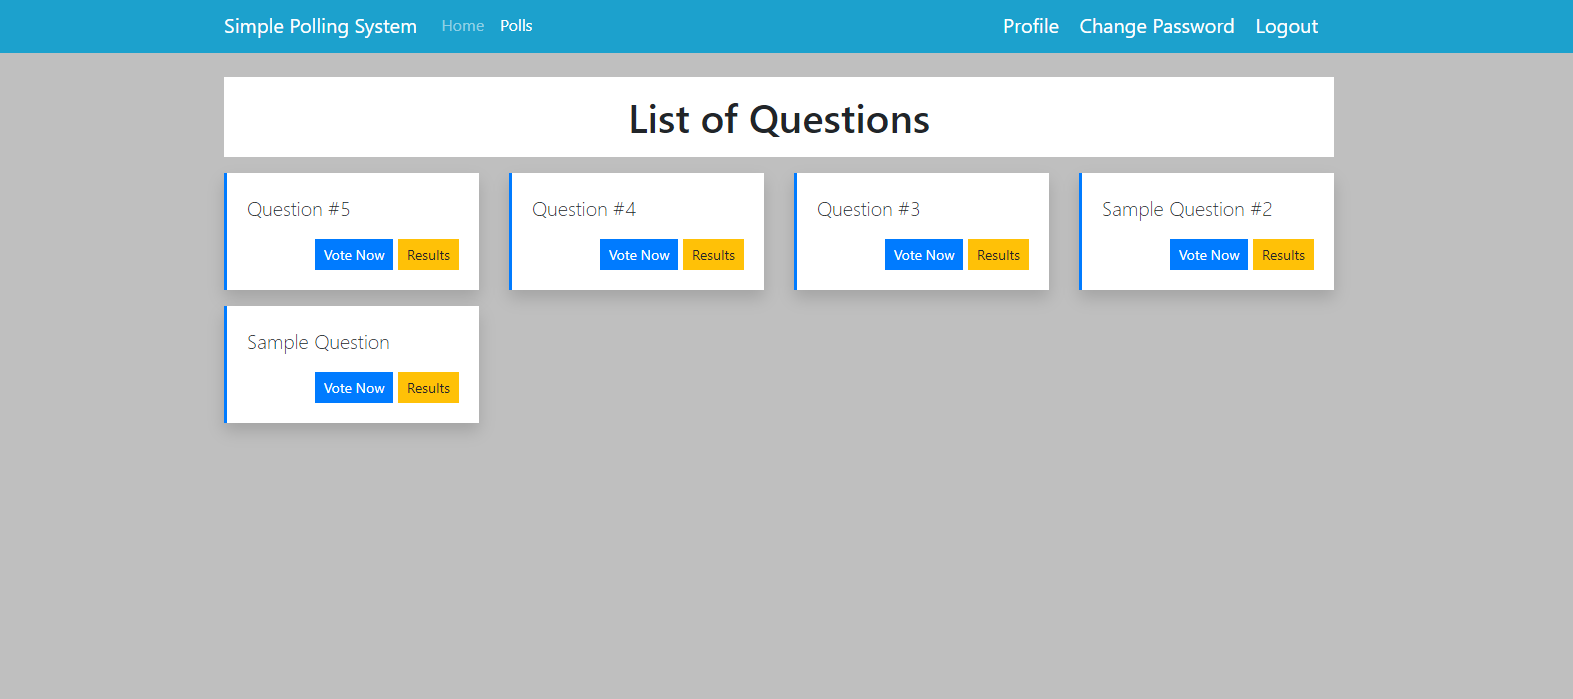 Simple Polling System Home Polls Profile Change Password Logout
List of Questions
Question #5
Vote Now Results
Question #4
Vote Now Results
Question #3
Vote Now Results
Sample Question #2
Vote Now Results
Sample Question
Vote Now Results